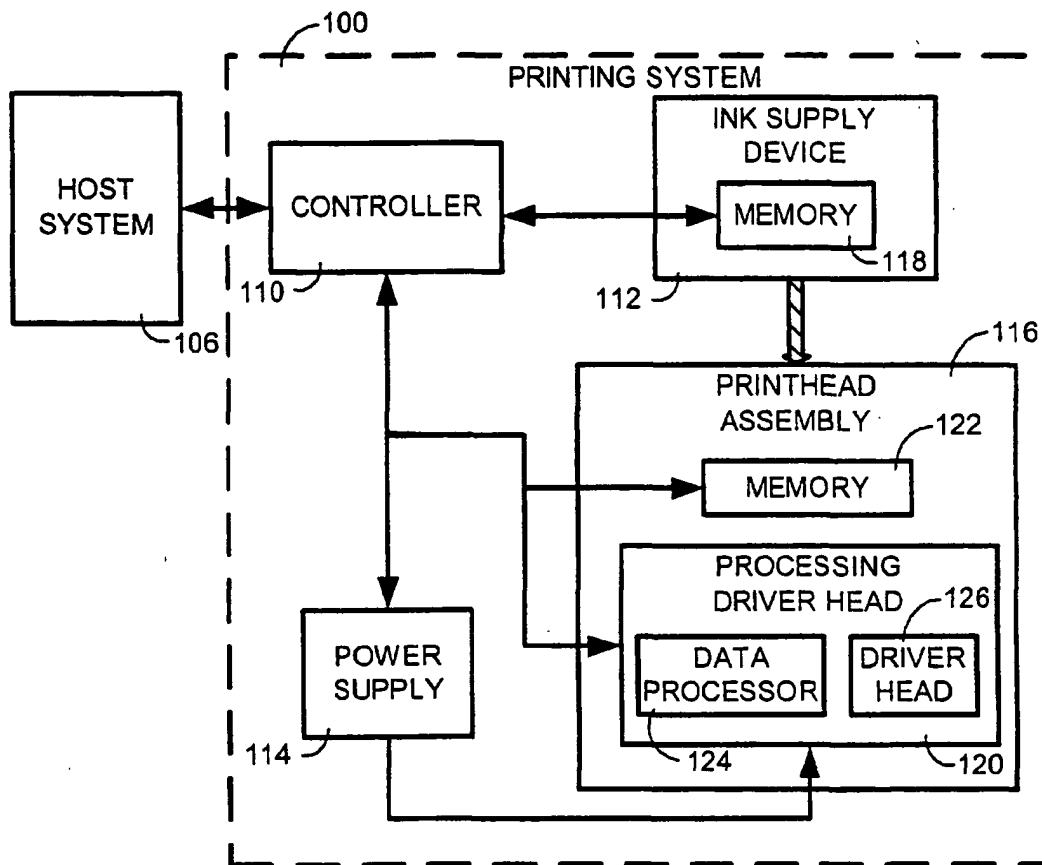 100
PRINTING SYSTEM
HOST
SYSTEM
106
CONTROLLER
110
INK SUPPLY
DEVICE
MEMORY
118
112
116
PRINTHEAD
ASSEMBLY
122
MEMORY
PROCESSING
DRIVER HEAD
126
DATA
PROCESSOR
DRIVER
HEAD
124
120
POWER
SUPPLY
114